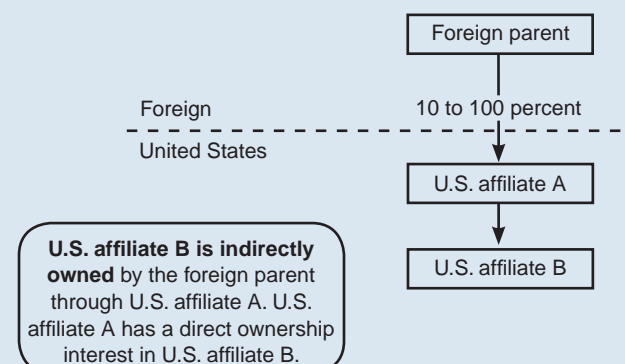 Foreign parent
Foreign
10 to 100 percent
United States
U.S. affiliate A
U.S. affiliate B
U.S. affiliate B is indirectly
owned by the foreign parent
through U.S. affiliate A. U.S.
affiliate A has a direct ownership
interest in U.S. affiliate B.